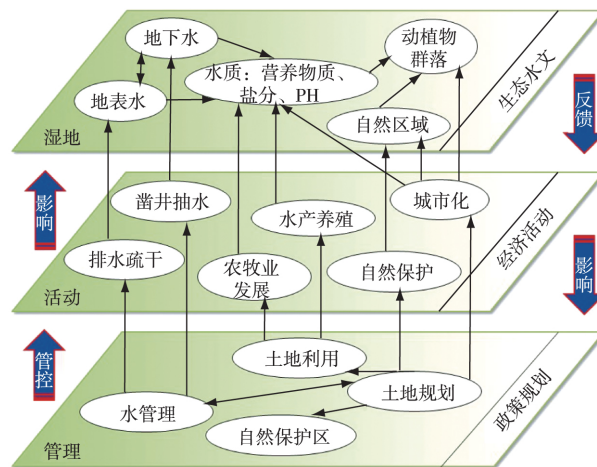 地下水
动植物
群落
水质：营养物质、
盐分、PH
地表水
自然区域
湿地
生态水文
反馈
影响
凿井抽水
水产养殖
城市化
排水疏干
农牧业
发展
自然保护
活动
经济活动
影响
管控
土地利用
土地规划
水管理
自然保护区
管理
政策规划